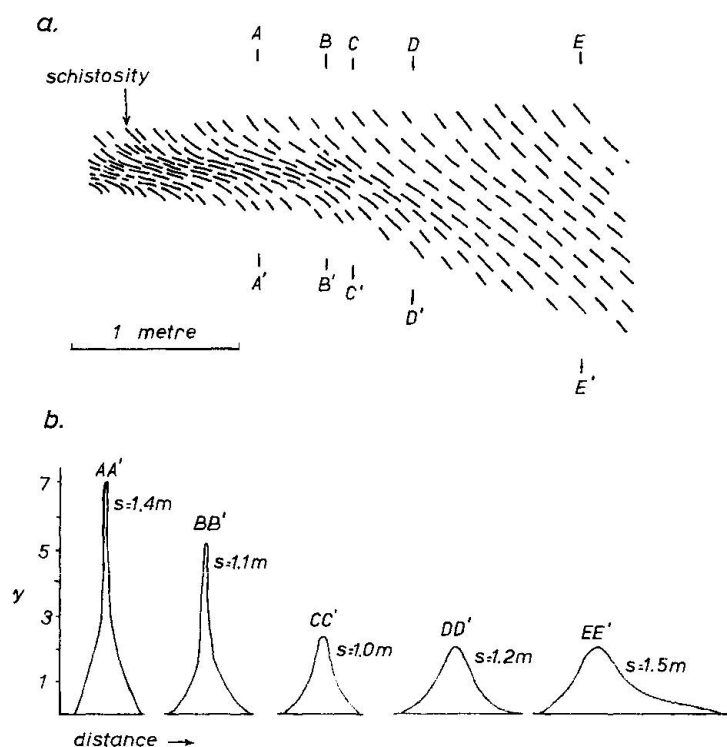 a.
A B C D E
schistosity
A' B' C' D' E'
1 metre
b.
AA' BB' CC' DD' EE'
s=1.4m s=1.1m s=1.0m s=1.2m s=1.5m
7
5
γ
3
1
distance →